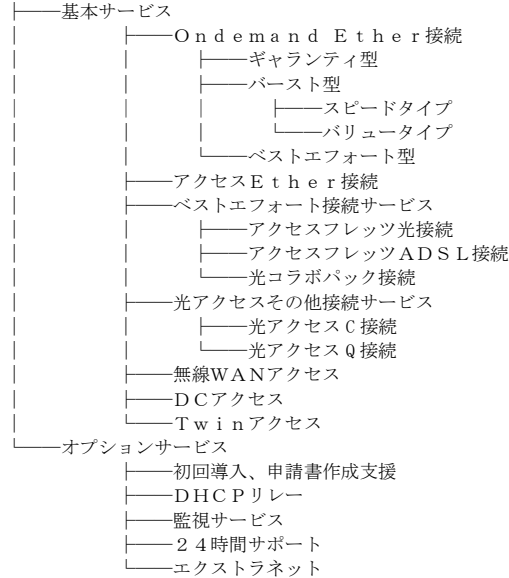 ├──基本サービス
│　　　├──Ｏｎｄｅｍａｎｄ　Ｅｔｈｅｒ接続
│　　　│　　　├──ギャランティ型
│　　　│　　　├──バースト型
│　　　│　　　│　　　├──スピードタイプ
│　　　│　　　│　　　└──バリュータイプ
│　　　│　　　└──ベストエフォート型
│　　　├──アクセスＥｔｈｅｒ接続
│　　　├──ベストエフォート接続サービス
│　　　│　　　├──アクセスフレッツ光接続
│　　　│　　　├──アクセスフレッツＡＤＳＬ接続
│　　　│　　　└──光コラボパック接続
│　　　├──光アクセスその他接続サービス
│　　　│　　　├──光アクセスC接続
│　　　│　　　└──光アクセスQ接続
│　　　├──無線WANアクセス
│　　　├──ＤＣアクセス
│　　　└──Ｔｗｉｎアクセス
└──オプションサービス
　　　　├──初回導入、申請書作成支援
　　　　├──ＤＨＣＰリレー
　　　　├──監視サービス
　　　　├──２４時間サポート
　　　　└──エクストラネット